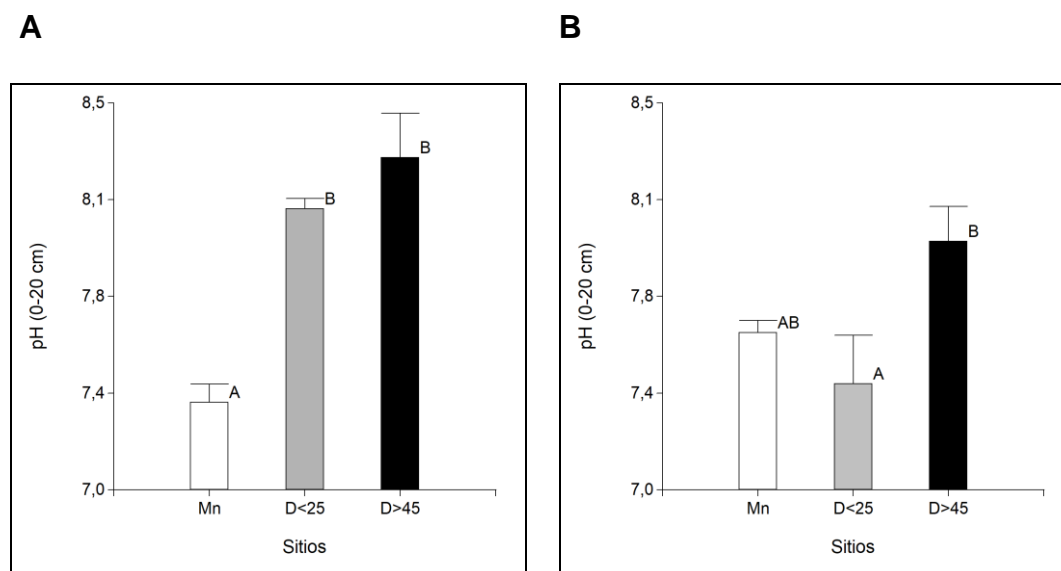 A
8,5
8,1
7,8
7,4
7,0
pH (0-20 cm)
A
B
B
Mn D<25 D>45
Sitios
B
8,5
8,1
7,8
7,4
7,0
pH (0-20 cm)
AB
A
B
Mn D<25 D>45
Sitios